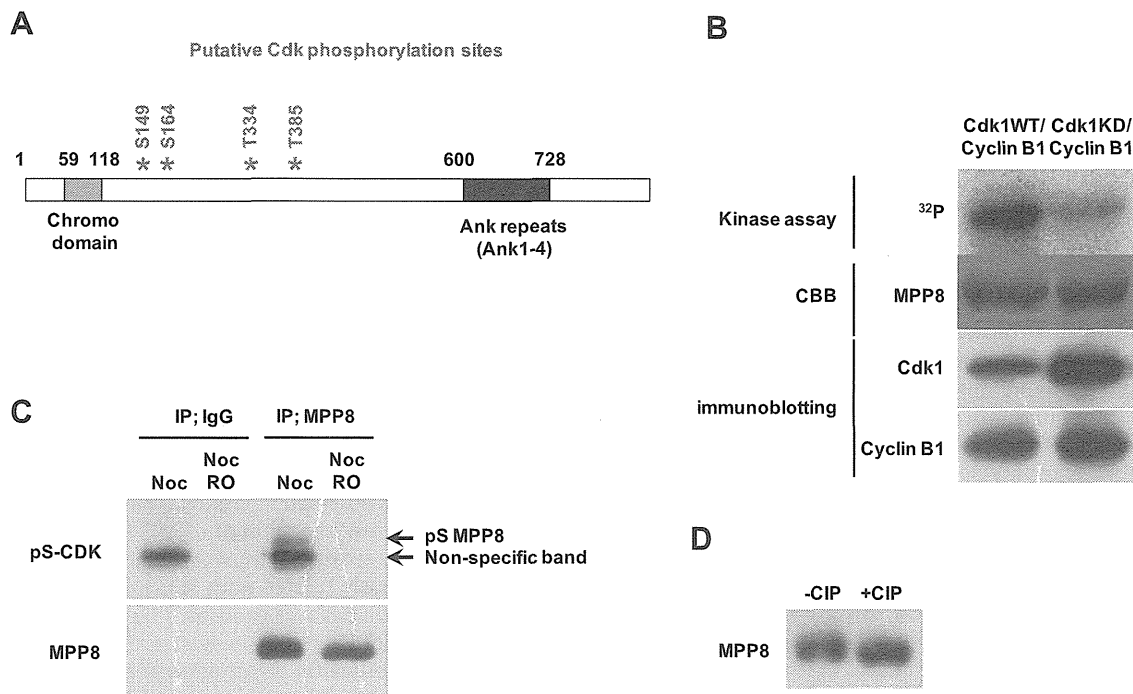 A
Putative Cdk phosphorylation sites
* S149
* S164
* T334
* T385
1 59 118 600 728
Chromo
domain
Ank repeats
(Ank1-4)
B
Cdk1WT/ Cdk1KD/
Cyclin B1 Cyclin B1
Kinase assay
32P
CBB
MPP8
immunoblotting
Cdk1
Cyclin B1
C
IP; IgG IP; MPP8
Noc Noc RO Noc Noc RO
pS-CDK
pS MPP8
Non-specific band
MPP8
D
-CIP +CIP
MPP8